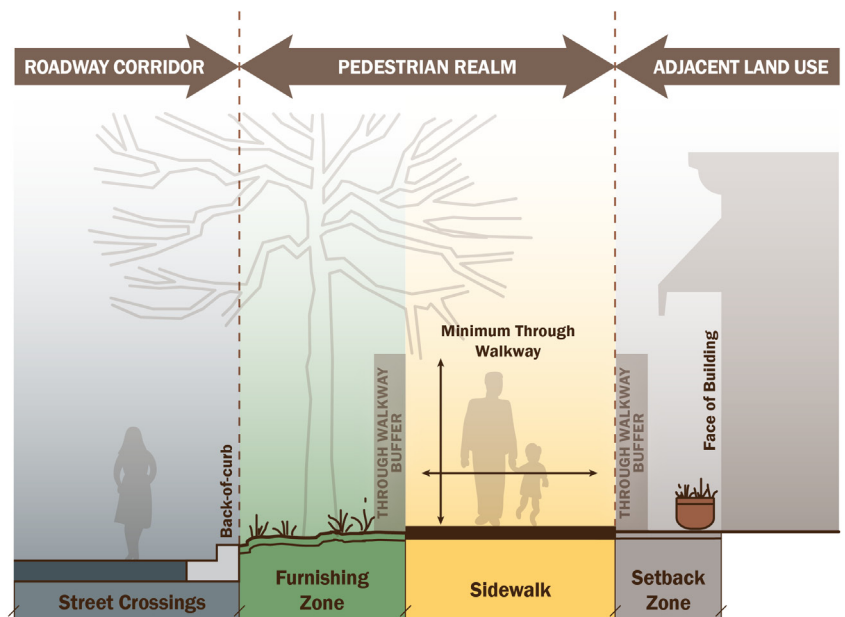 ROADWAY CORRIDOR
PEDESTRIAN REALM
ADJACENT LAND USE
Minimum Through
Walkway
Back-of-curb
THROUGH WALKWAY
BUFFER
THROUGH WALKWAY
BUFFER
Face of Building
Street Crossings
Furnishing
Zone
Sidewalk
Setback
Zone